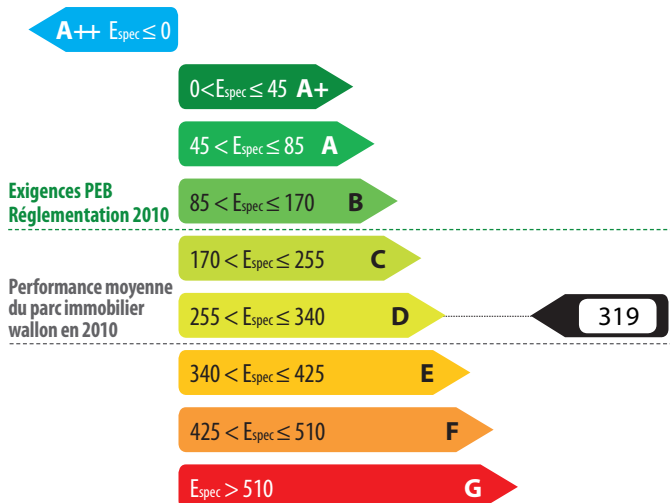 A++ Espec ≤ 0
0<Espec ≤ 45 A+
45 < Espec ≤ 85 A
Exigences PEB
Réglementation 2010
85 < Espec ≤ 170 B
170 < Espec ≤ 255 C
Performance moyenne
du parc immobilier
wallon en 2010
255 < Espec ≤ 340 D
319
340 < Espec ≤ 425 E
425 < Espec ≤ 510 F
Espec > 510 G